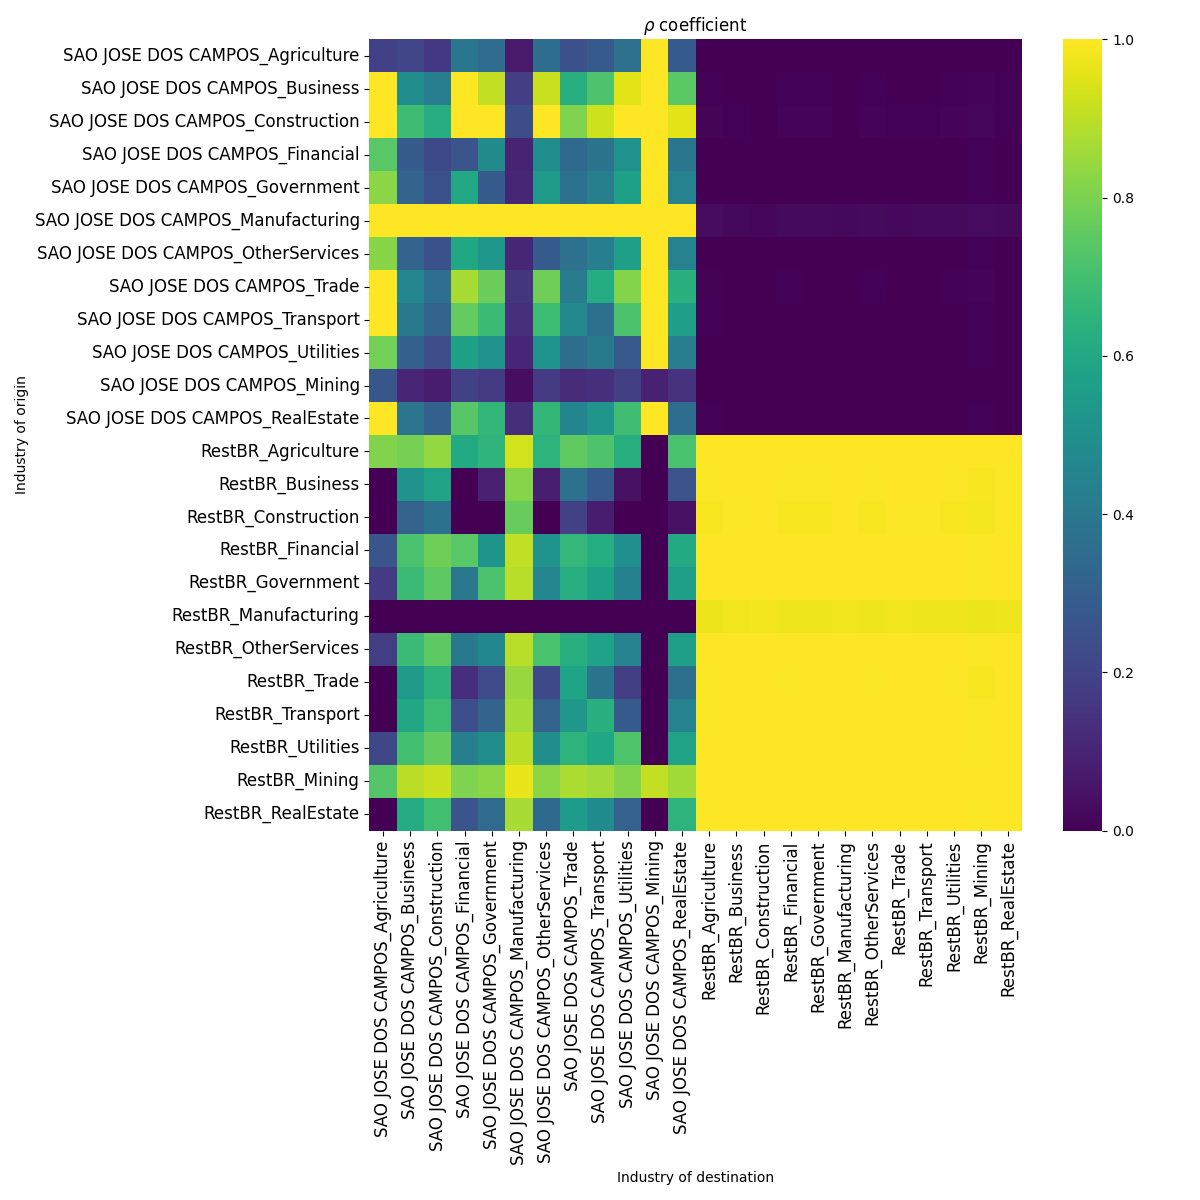 ρ coefficient
SAO JOSE DOS CAMPOS_Agriculture
SAO JOSE DOS CAMPOS_Business
SAO JOSE DOS CAMPOS_Construction
SAO JOSE DOS CAMPOS_Financial
SAO JOSE DOS CAMPOS_Government
SAO JOSE DOS CAMPOS_Manufacturing
SAO JOSE DOS CAMPOS_OtherServices
SAO JOSE DOS CAMPOS_Trade
SAO JOSE DOS CAMPOS_Transport
SAO JOSE DOS CAMPOS_Utilities
SAO JOSE DOS CAMPOS_Mining
SAO JOSE DOS CAMPOS_RealEstate
RestBR_Agriculture
RestBR_Business
RestBR_Construction
RestBR_Financial
RestBR_Government
RestBR_Manufacturing
RestBR_OtherServices
RestBR_Trade
RestBR_Transport
RestBR_Utilities
RestBR_Mining
RestBR_RealEstate
Industry of origin
1.0
0.8
0.6
0.4
0.2
0.0
SAO JOSE DOS CAMPOS_Agriculture
SAO JOSE DOS CAMPOS_Business
SAO JOSE DOS CAMPOS_Construction
SAO JOSE DOS CAMPOS_Financial
SAO JOSE DOS CAMPOS_Government
SAO JOSE DOS CAMPOS_Manufacturing
SAO JOSE DOS CAMPOS_OtherServices
SAO JOSE DOS CAMPOS_Trade
SAO JOSE DOS CAMPOS_Transport
SAO JOSE DOS CAMPOS_Utilities
SAO JOSE DOS CAMPOS_Mining
SAO JOSE DOS CAMPOS_RealEstate
RestBR_Agriculture
RestBR_Business
RestBR_Construction
RestBR_Financial
RestBR_Government
RestBR_Manufacturing
RestBR_OtherServices
RestBR_Trade
RestBR_Transport
RestBR_Utilities
RestBR_Mining
RestBR_RealEstate
Industry of destination